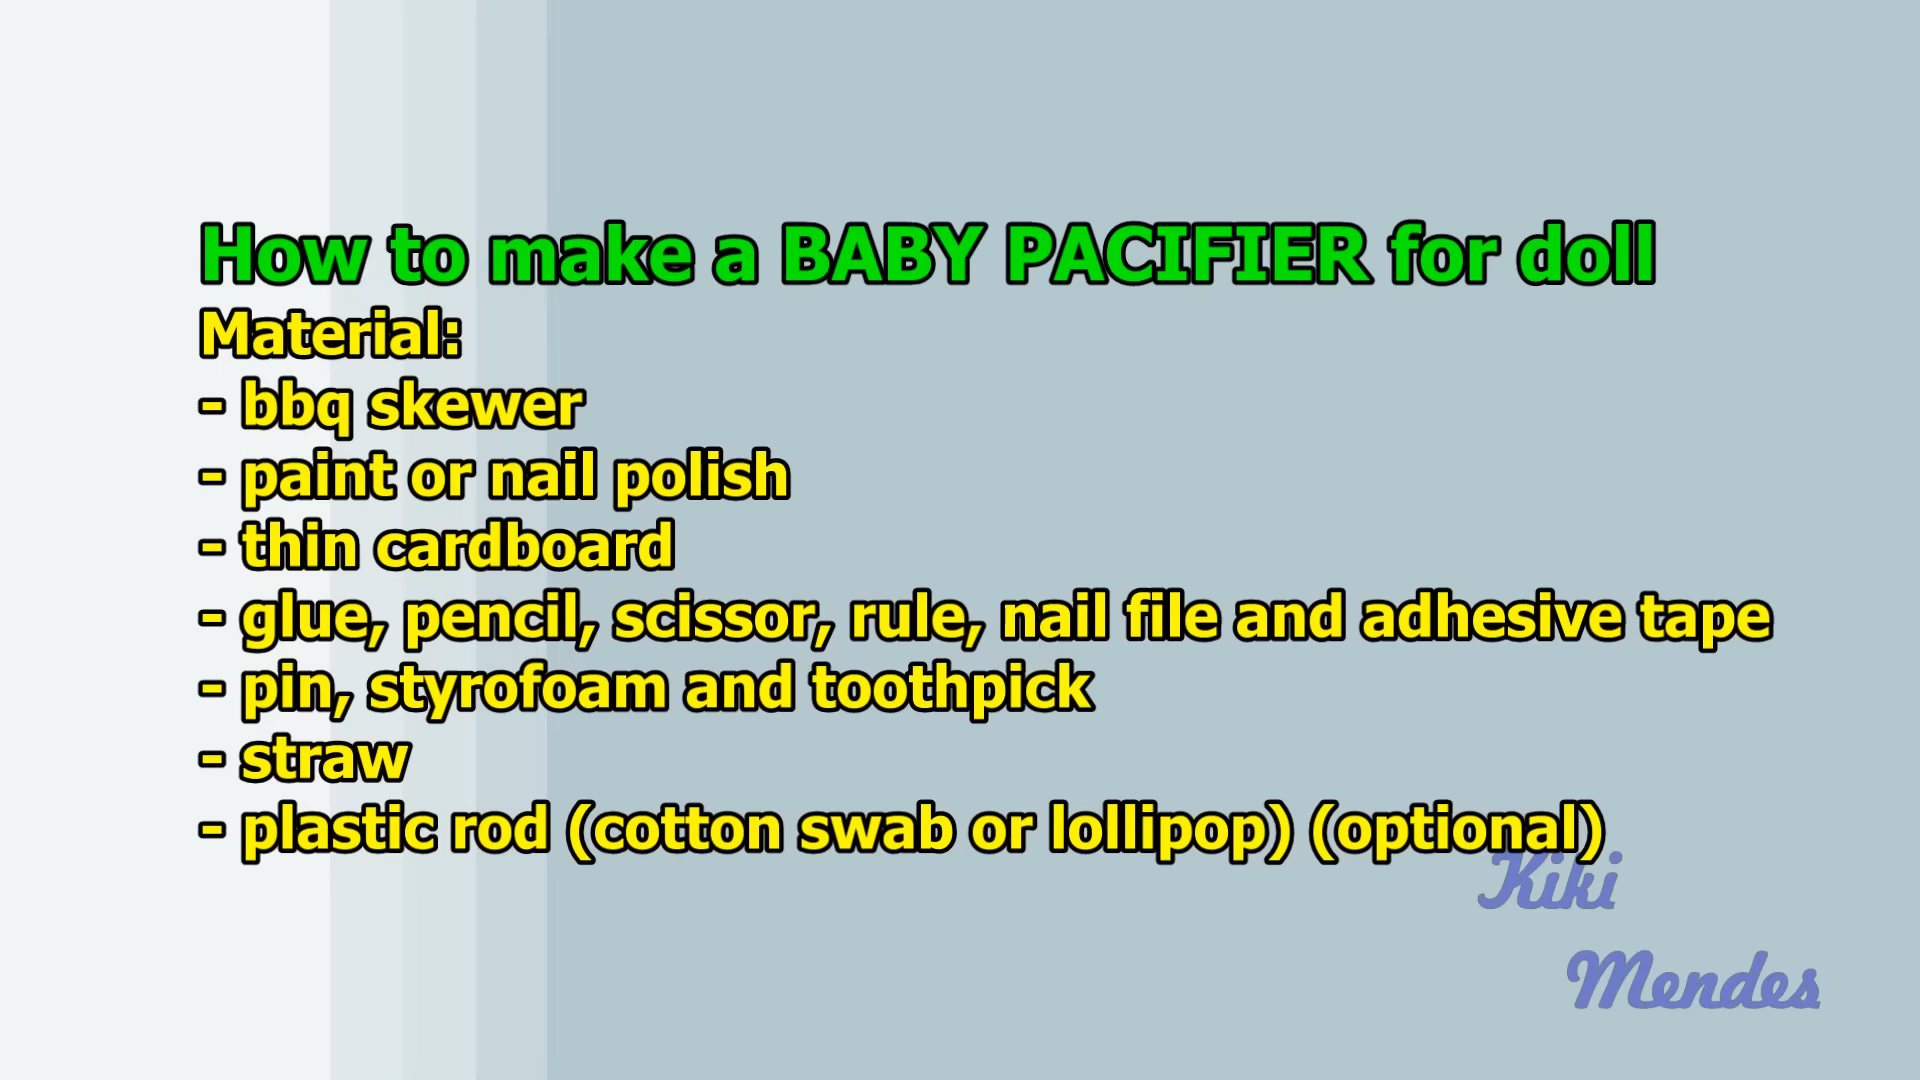 How to make a BABY PACIFIER for doll
Material:
- bbq skewer
- paint or nail polish
- thin cardboard
- glue, pencil, scissor, rule, nail file and adhesive tape
- pin, styrofoam and toothpick
- straw
- plastic rod (cotton swab or lollipop) (optional)
Kiki
Mendes